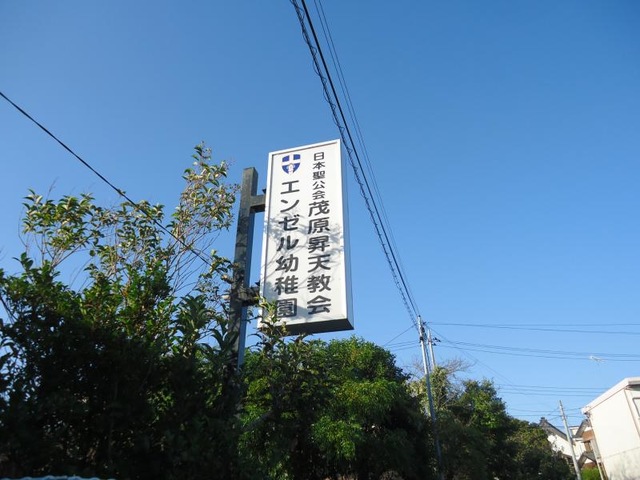 日本聖公会 茂原昇天教会
エンゼル幼稚園